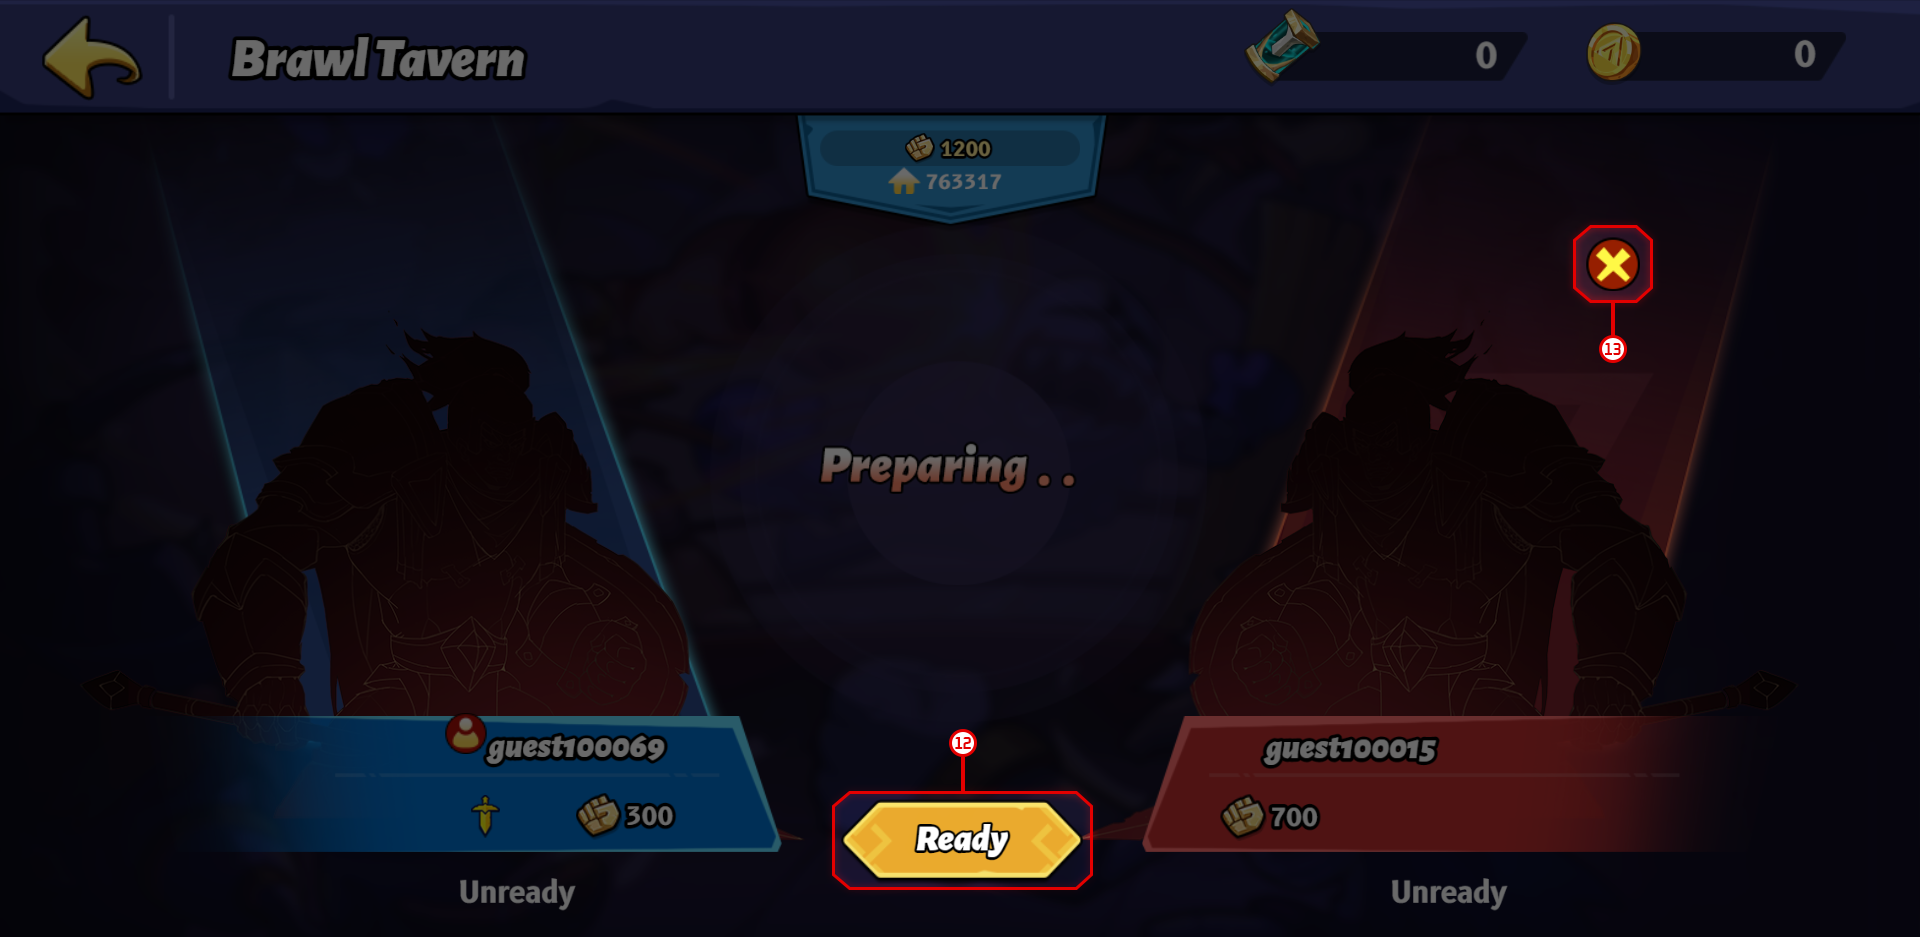 Brawl Tavern
0
0
1200
763317
13
Preparing . .
guest100069
300
12
Ready
guest100015
700
Unready
Unready